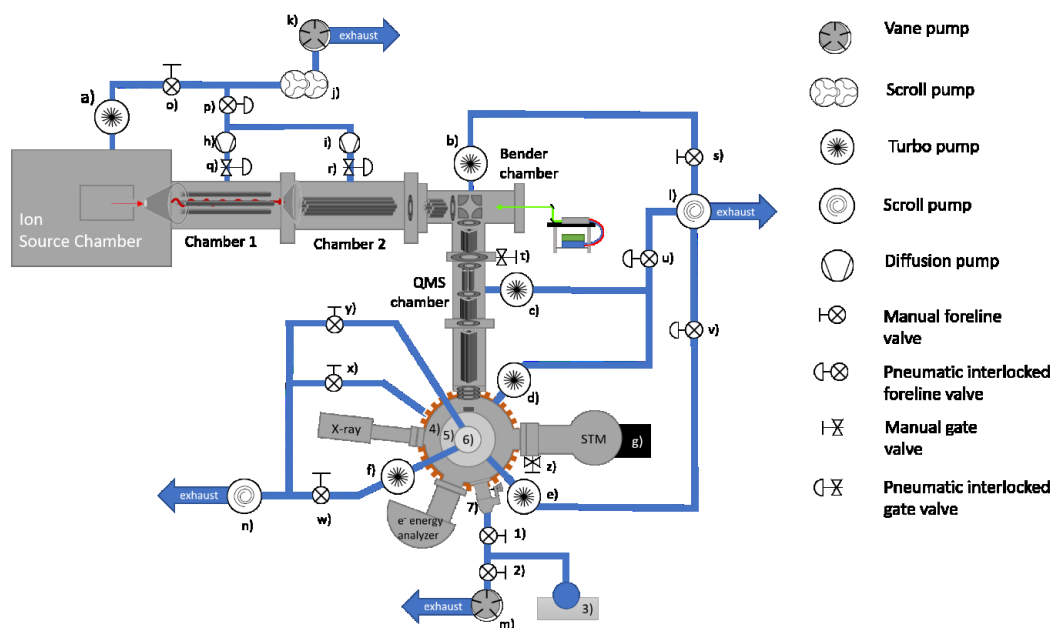 k)
exhaust
Vane pump
a)
o)
p)
j)
Scroll pump
h)
i)
b)
s)
Turbo pump
q)
r)
Bender
chamber
l)
exhaust
Scroll pump
Ion
Source Chamber
Chamber 1
Chamber 2
t)
u)
Diffusion pump
QMS
chamber
c)
y)
v)
Manual foreline
valve
x)
d)
Pneumatic interlocked
foreline valve
X-ray
4)
5)
6)
STM
g)
Manual gate
valve
z)
f)
exhaust
n)
w)
7)
e)
Pneumatic interlocked
gate valve
e- energy
analyzer
1)
2)
3)
exhaust
m)